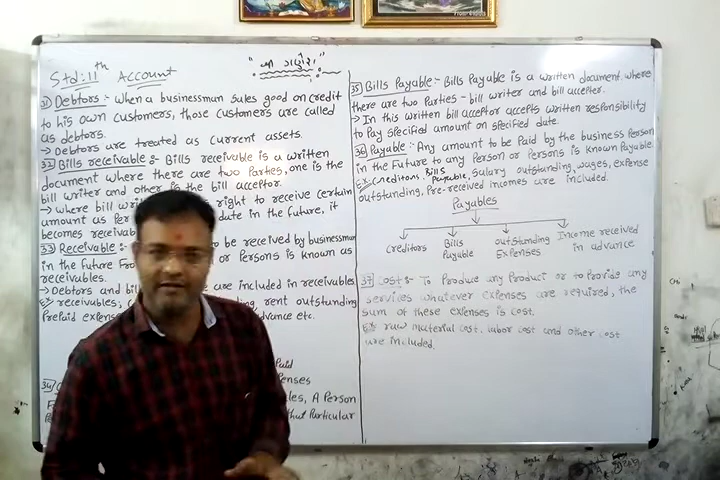 " શ્રી ગણેશ "
Std:11th Account
31) Debtors:- When a businessman sales good on credit
to his own customers, those customers are called
as debtors.
→ Debtors are treated as current assets.
32) Bills receivable:- Bills receivable is a written
document where there are two Parties, one is the
bill writer and other is the bill acceptor.
→ where bill right to receive certain
amount as Per date in the future, it
becomes
33) Receivable:- to be received by businessman
in the Future or Persons is known as
receivables.
→ Debtors and bill are included in receivables
Ex receivables, rent outstanding
Prepaid etc.
Paid
34)
A Person
that Particular
35) Bills Payable:- Bills Payable is a written document where
there are two Parties - bill writer and bill acceptor.
→ In this written bill acceptor accepts written responsibility
to Pay specified amount on specified date.
36) Payable:- Any amount to be Paid by the business Person
in the Future to any Person or Persons is known Payable
Ex Creditors, Bills Payable, Salary outstanding, wages, expense
outstanding, Pre-received incomes are included.
Payables
Creditors Bills Payable outstanding Expenses Income received in advance
37) Cost:- To Produce any Product or to Provide any
services whatever expenses are required, the
sum of these expenses is cost.
Ex raw material cost, labor cost and other cost
are included.